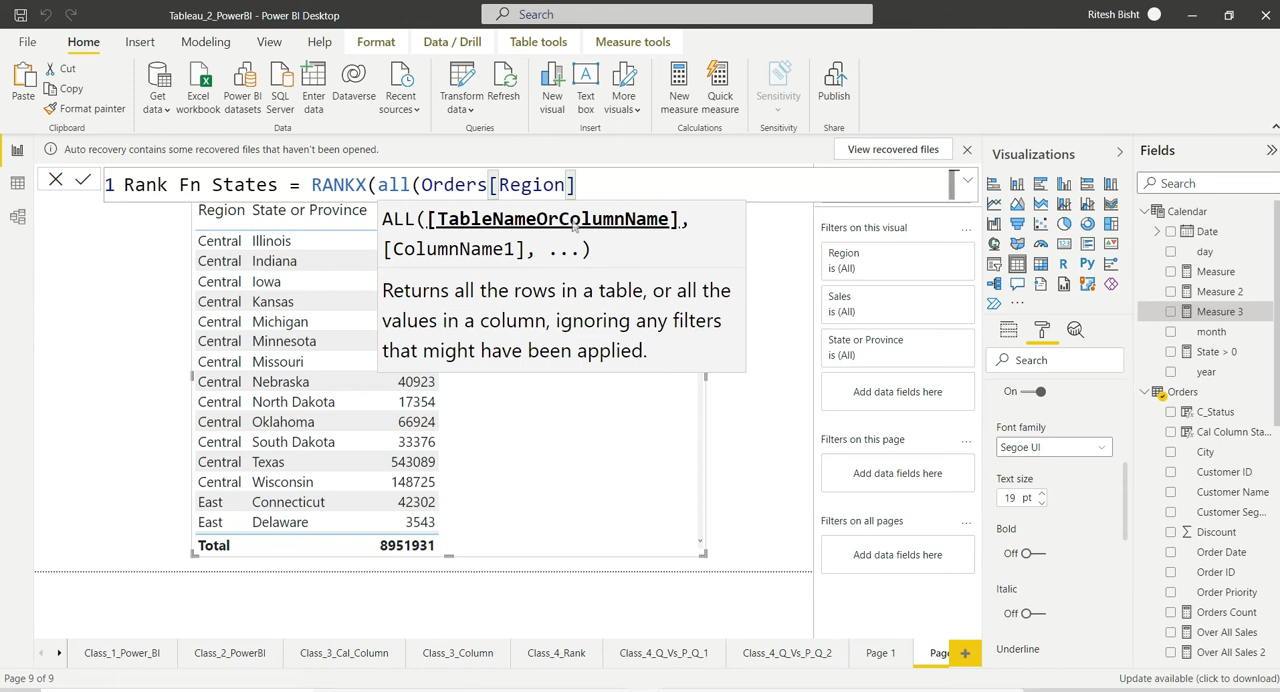 Tableau_2_PowerBI - Power BI Desktop
Search
Ritesh Bisht
File Home Insert Modeling View Help Format Data / Drill Table tools Measure tools
Paste
Cut
Copy
Format painter
Clipboard
Get data
Excel workbook
Power BI datasets
SQL Server
Enter data
Dataverse
Recent sources
Data
Transform data
Refresh
Queries
New visual
Text box
More visuals
Insert
New measure
Quick measure
Calculations
Sensitivity
Sensitivity
Publish
Share
Auto recovery contains some recovered files that haven't been opened.
View recovered files
1 Rank Fn States = RANKX(all(Orders[Region]
ALL([TableNameOrColumnName],
[ColumnName1], ...)
Returns all the rows in a table, or all the
values in a column, ignoring any filters
that might have been applied.
Region State or Province
Central Illinois
Central Indiana
Central Iowa
Central Kansas
Central Michigan
Central Minnesota
Central Missouri
Central Nebraska 40923
Central North Dakota 17354
Central Oklahoma 66924
Central South Dakota 33376
Central Texas 543089
Central Wisconsin 148725
East Connecticut 42302
East Delaware 3543
Total 8951931
Filters on this visual ...
Region
is (All)
Sales
is (All)
State or Province
is (All)
Add data fields here
Filters on this page ...
Add data fields here
Filters on all pages ...
Add data fields here
Visualizations
R Py
...
Search
On
Font family
Segoe UI
Text size
19 pt
Bold
Off
Italic
Off
Underline
Fields
Search
Calendar
Date
day
Measure
Measure 2
Measure 3
month
State > 0
year
Orders
C_Status
Cal Column Sta...
City
Customer ID
Customer Name
Customer Seg...
Discount
Order Date
Order ID
Order Priority
Orders Count
Over All Sales
Over All Sales 2
Class_1_Power_BI Class_2_PowerBI Class_3_Cal_Column Class_3_Column Class_4_Rank Class_4_Q_Vs_P_Q_1 Class_4_Q_Vs_P_Q_2 Page 1 Page
Page 9 of 9
Update available (click to download)